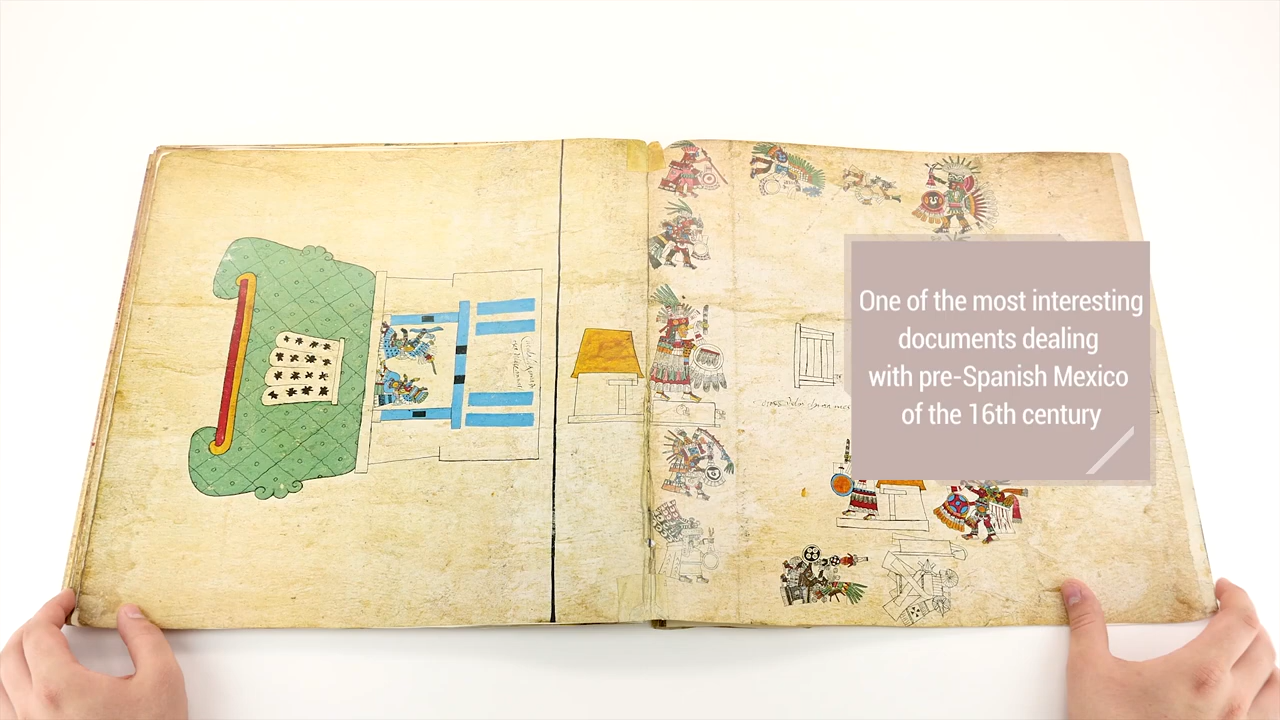 One of the most interesting
documents dealing
with pre-Spanish Mexico
of the 16th century